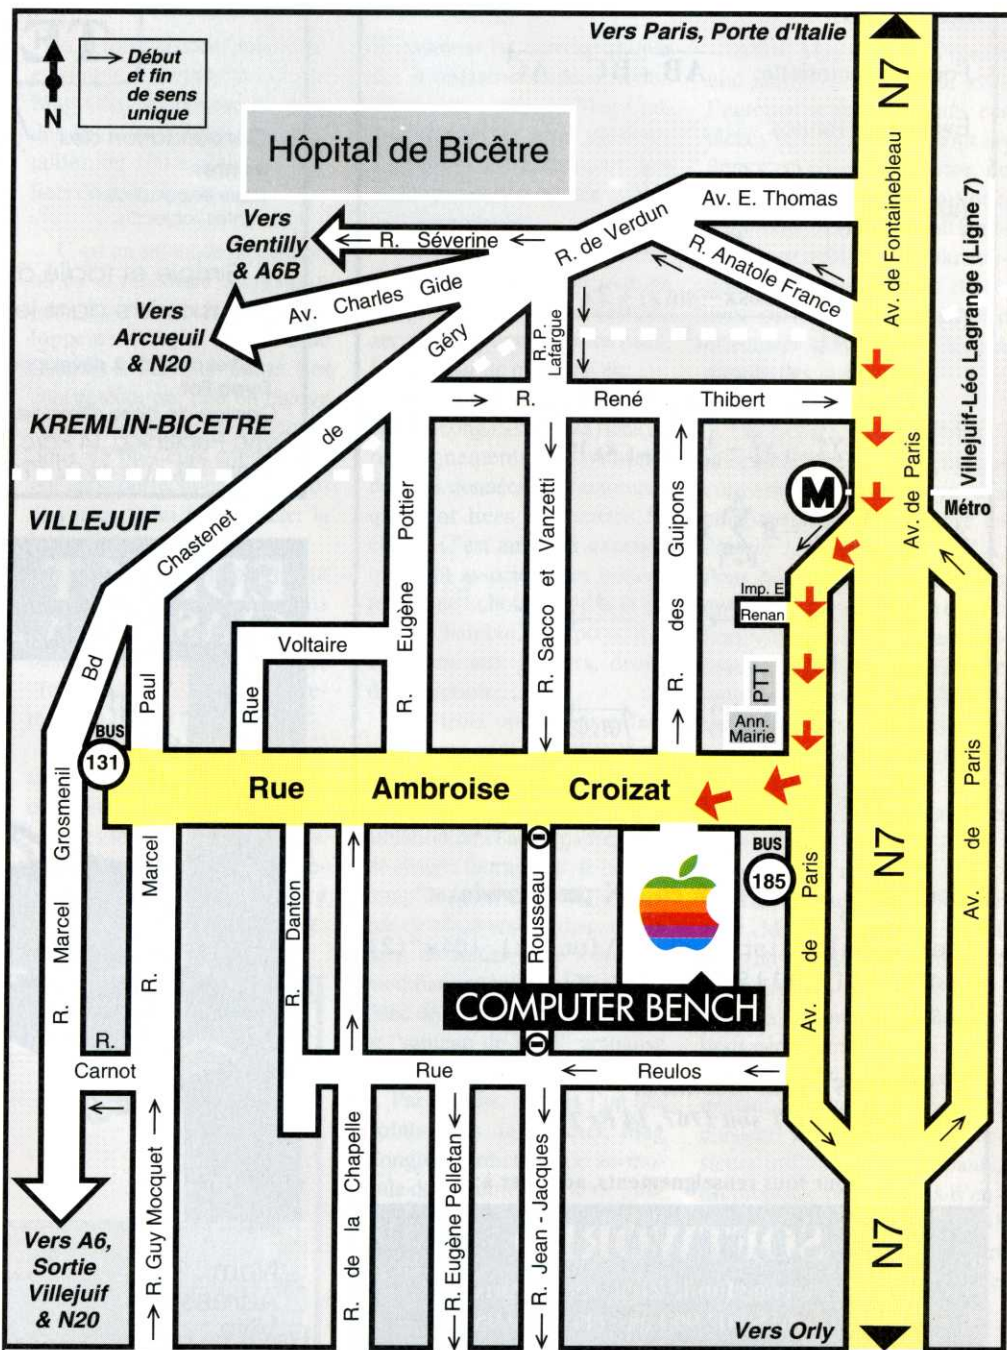 Vers Paris, Porte d'Italie
N7
N
Début
et fin
de sens
unique
Hôpital de Bicêtre
Av. E. Thomas
Av. de Fontainebleau
Villejuif-Léo Lagrange (Ligne 7)
Vers
Gentilly
& A6B
R. Séverine
R. de Verdun
R. Anatole France
Av. Charles Gide
Vers
Arcueuil
& N20
R. P.
Lafargue
Bd Chastenet de Géry
R. René Thibert
KREMLIN-BICETRE
VILLEJUIF
M
Métro
Av. de Paris
R. Eugène Pottier
R. Sacco et Vanzetti
R. des Guipons
Imp. E
Renan
PTT
Ann.
Mairie
Rue Voltaire
BUS
131
Rue Ambroise Croizat
R. Marcel Grosmenil
R. Marcel Paul
R. Danton
Rousseau
BUS
185
Av. de Paris
N7
Av. de Paris
COMPUTER BENCH
R.
Carnot
Rue Reulos
R. Guy Mocquet
R. de la Chapelle
R. Eugène Pelletan
R. Jean - Jacques
Vers A6,
Sortie
Villejuif
& N20
N7
Vers Orly